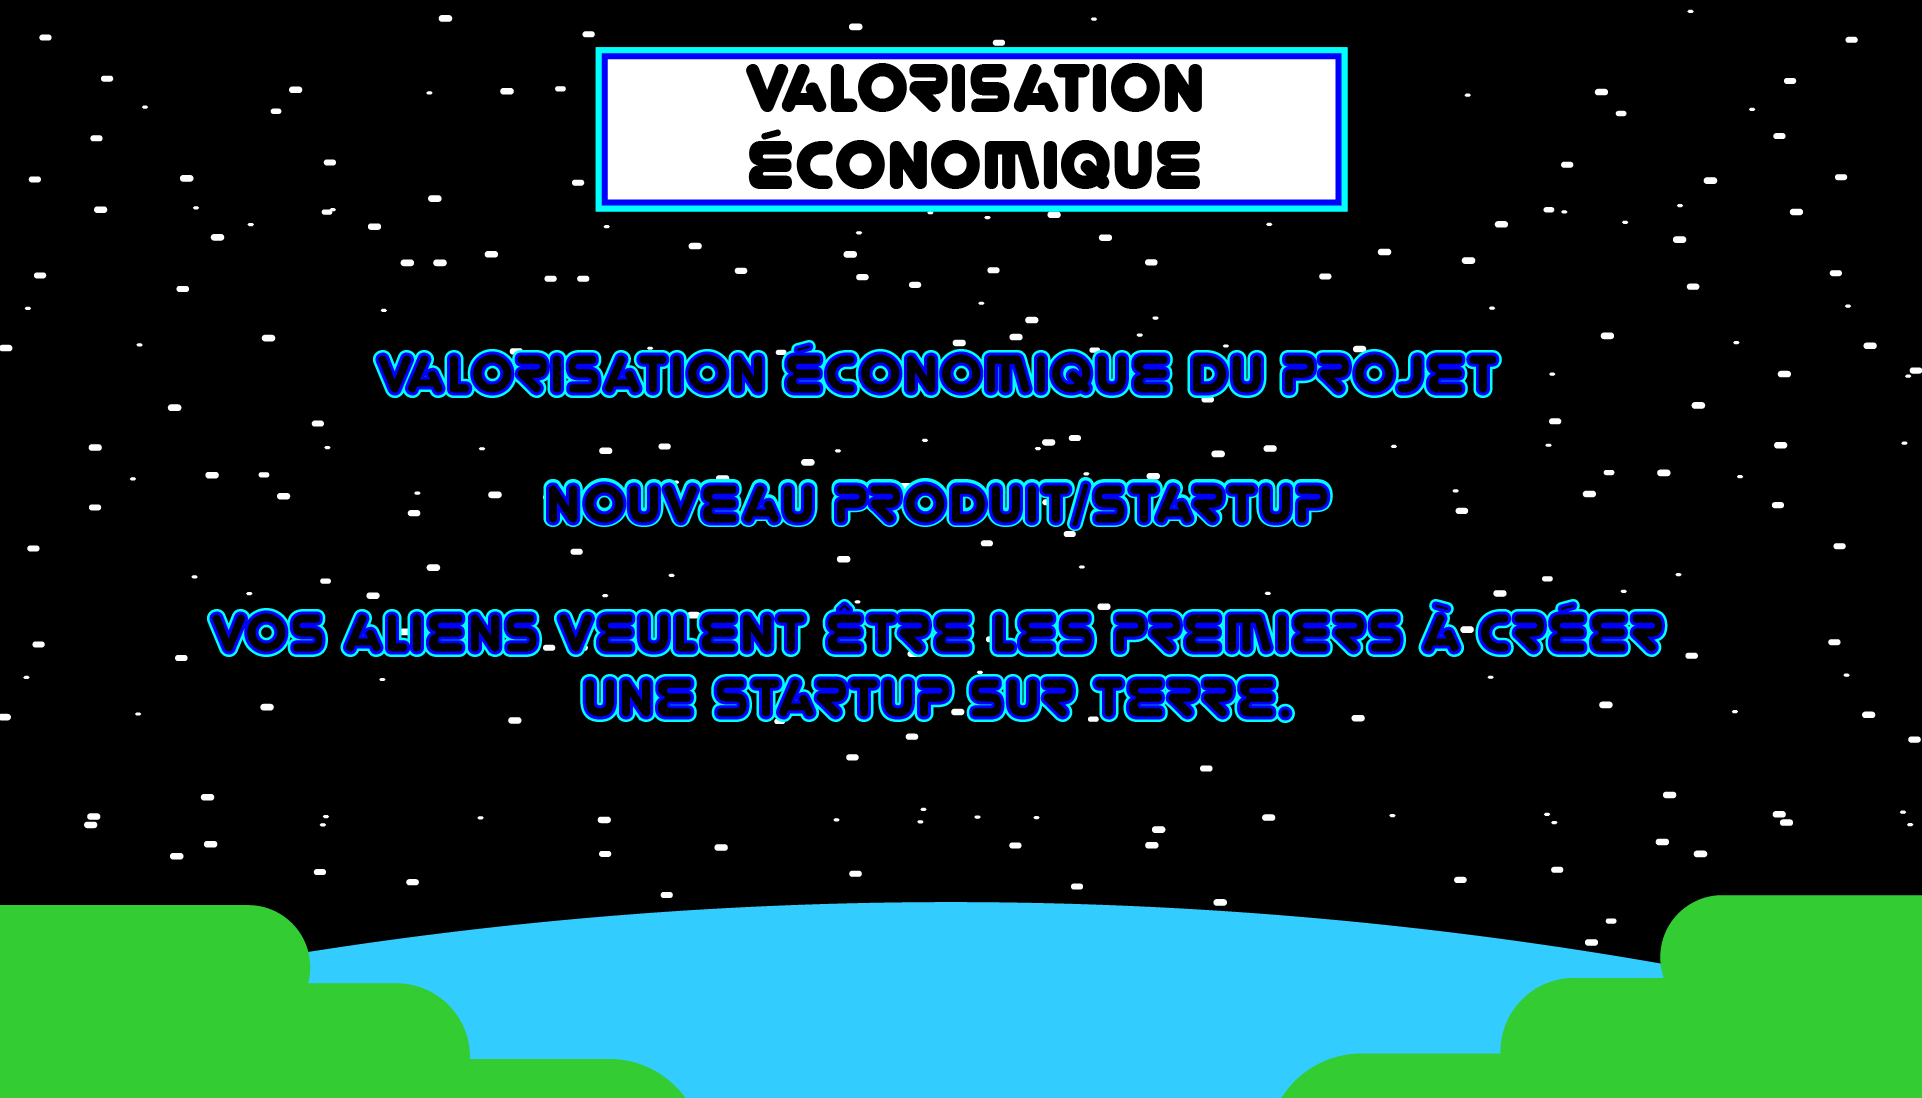 VALORISATION
ÉCONOMIQUE
VALORISATION ÉCONOMIQUE DU PROJET
NOUVEAU PRODUIT/STARTUP
VOS ALIENS VEULENT ÊTRE LES PREMIERS À CRÉER
UNE STARTUP SUR TERRE.